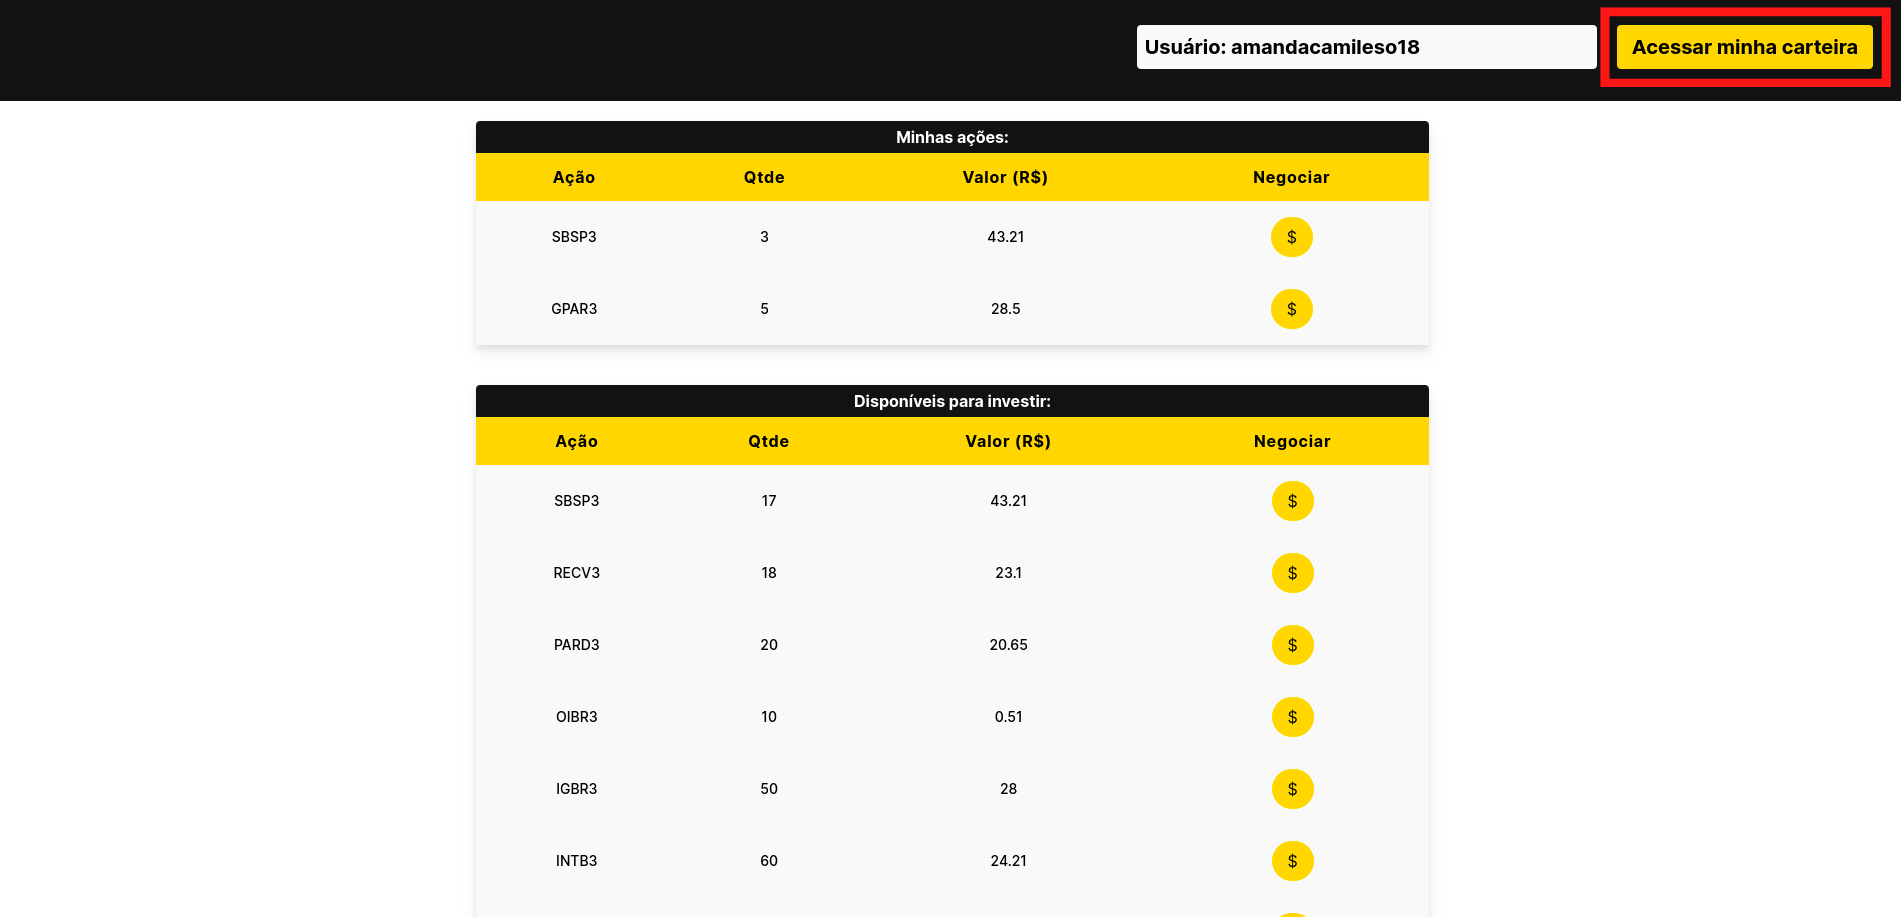 Usuário: amandacamileso18 Acessar minha carteira
Minhas ações:
Ação Qtde Valor (R$) Negociar
SBSP3 3 43.21 $
GPAR3 5 28.5 $
Disponíveis para investir:
Ação Qtde Valor (R$) Negociar
SBSP3 17 43.21 $
RECV3 18 23.1 $
PARD3 20 20.65 $
OIBR3 10 0.51 $
IGBR3 50 28 $
INTB3 60 24.21 $